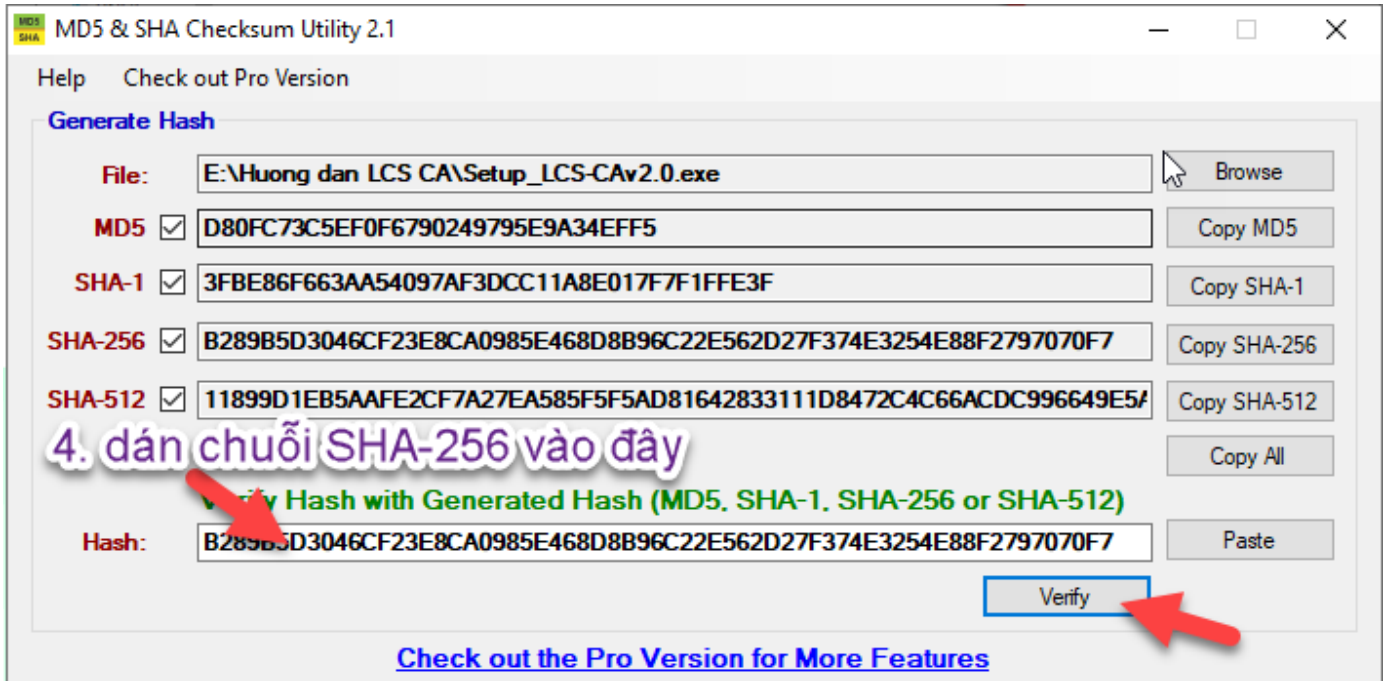 MD5 & SHA Checksum Utility 2.1
Help Check out Pro Version
Generate Hash
File: E:\Huong dan LCS CA\Setup_LCS-CAv2.0.exe Browse
MD5 D80FC73C5EF0F6790249795E9A34EFF5 Copy MD5
SHA-1 3FBE86F663AA54097AF3DCC11A8E017F7F1FFE3F Copy SHA-1
SHA-256 B289B5D3046CF23E8CA0985E468D8B96C22E562D27F374E3254E88F2797070F7 Copy SHA-256
SHA-512 11899D1EB5AAFE2CF7A27EA585F5F5AD81642833111D8472C4C66ACDC996649E5A Copy SHA-512
4. dán chuỗi SHA-256 vào đây
Copy All
Verify Hash with Generated Hash (MD5, SHA-1, SHA-256 or SHA-512)
Hash: B289B5D3046CF23E8CA0985E468D8B96C22E562D27F374E3254E88F2797070F7 Paste
Verify
Check out the Pro Version for More Features